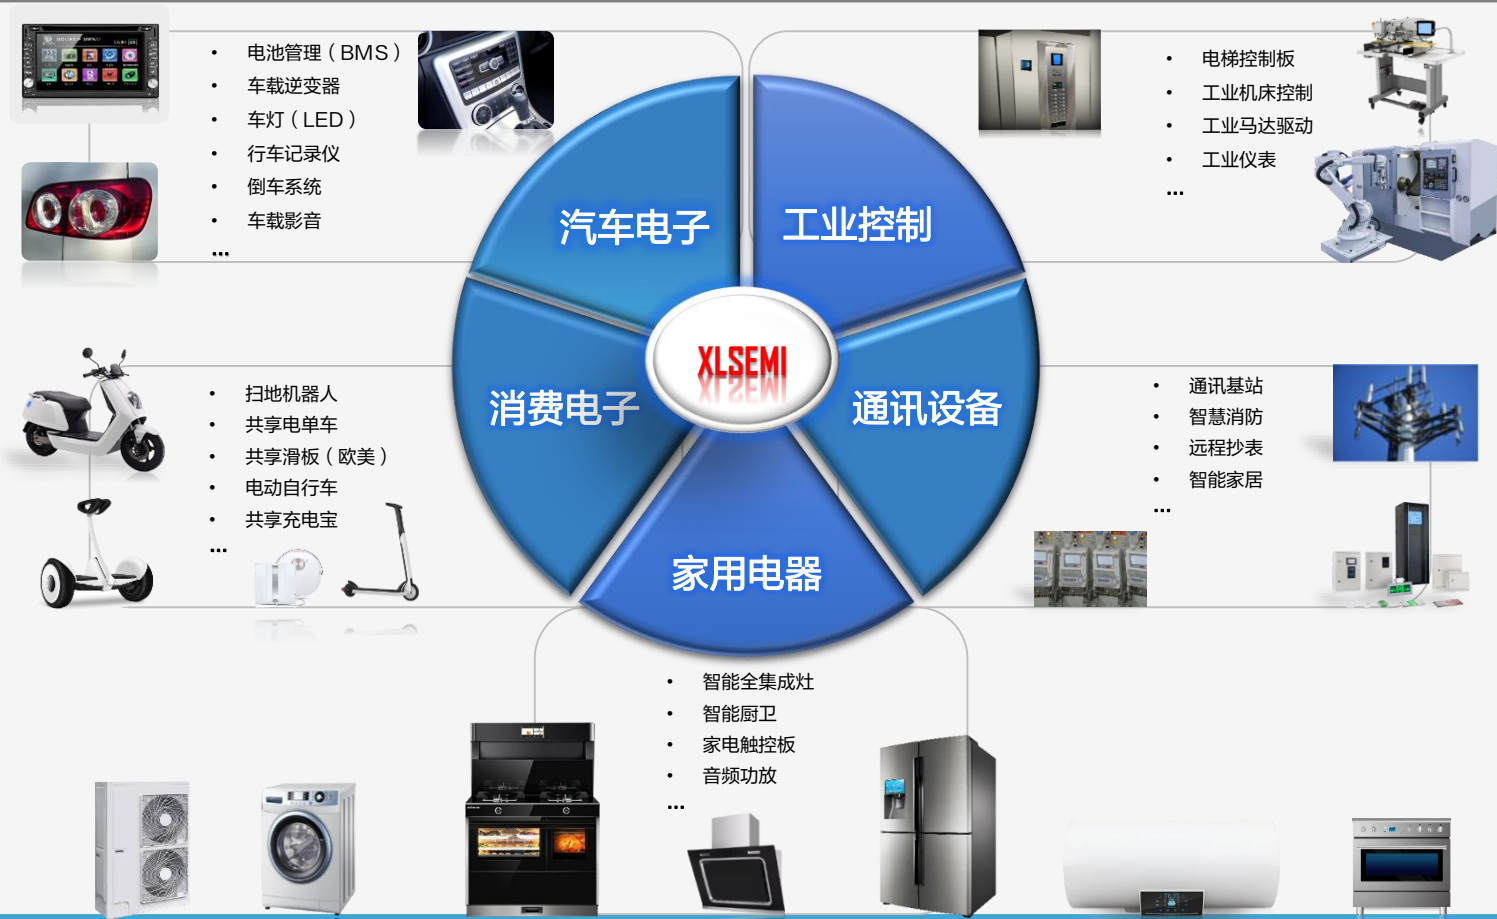 • 电池管理（BMS）
• 车载逆变器
• 车灯（LED）
• 行车记录仪
• 倒车系统
• 车载影音
...
• 电梯控制板
• 工业机床控制
• 工业马达驱动
• 工业仪表
...
汽车电子
工业控制
XLSEMI
消费电子
通讯设备
家用电器
• 扫地机器人
• 共享电单车
• 共享滑板（欧美）
• 电动自行车
• 共享充电宝
...
• 通讯基站
• 智慧消防
• 远程抄表
• 智能家居
...
• 智能全集成灶
• 智能厨卫
• 家电触控板
• 音频功放
...